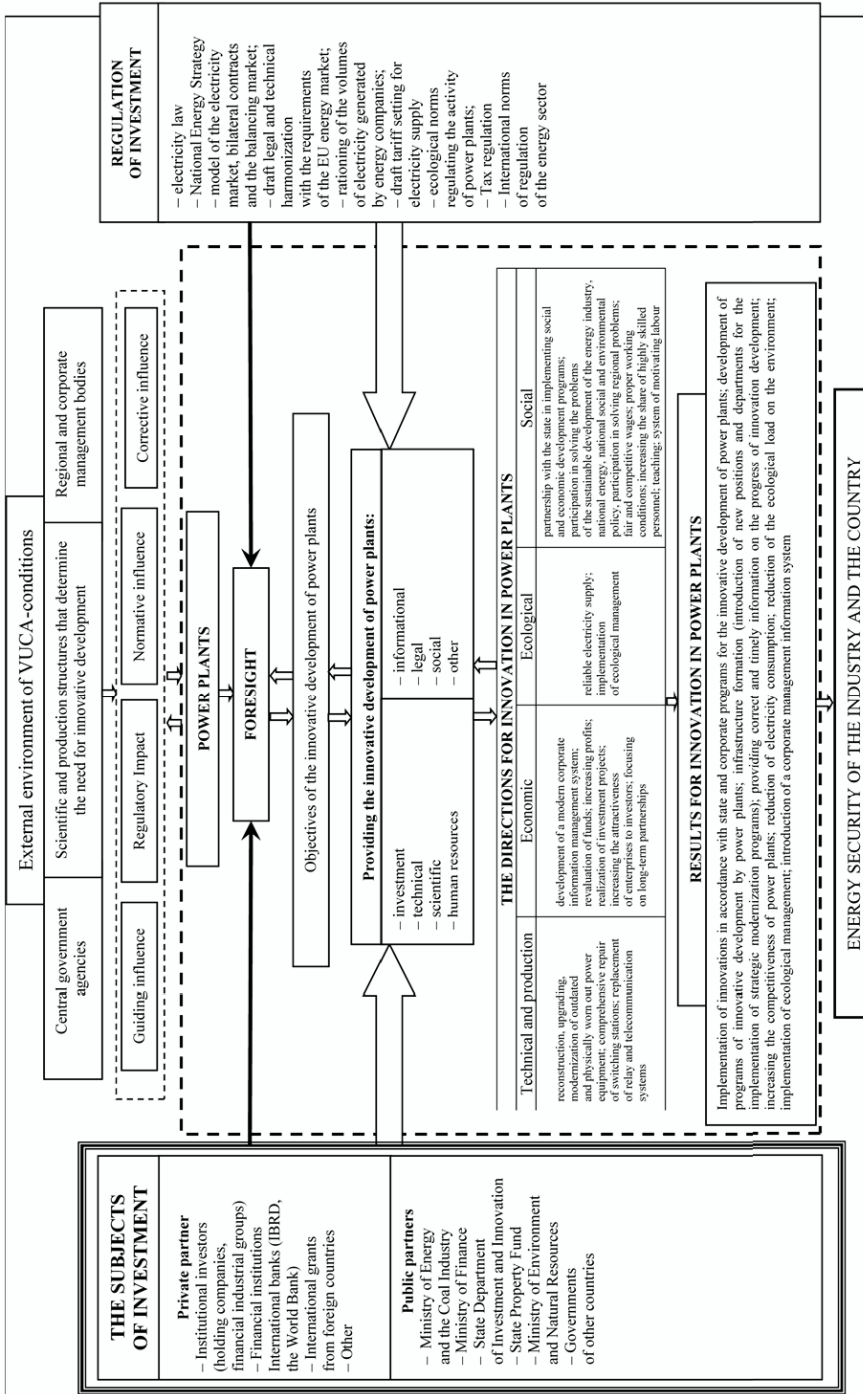 External environment of VUCA-conditions
Central government
agencies
Scientific and production structures that determine
the need for innovative development
Regional and corporate
management bodies
Guiding influence
Regulatory Impact
Normative influence
Corrective influence
THE SUBJECTS
OF INVESTMENT
Private partner
– Institutional investors
(holding companies,
financial industrial groups)
– Financial institutions
International banks (IBRD,
the World Bank)
– International grants
from foreign countries
– Other
Public partners
– Ministry of Energy
and the Coal Industry
– Ministry of Finance
– State Department
of Investment and Innovation
– State Property Fund
– Ministry of Environment
and Natural Resources
– Governments
of other countries
POWER PLANTS
FORESIGHT
Objectives of the innovative development of power plants
Providing the innovative development of power plants:
– investment
– technical
– scientific
– human resources
– informational
– legal
– social
– other
THE DIRECTIONS FOR INNOVATION IN POWER PLANTS
Technical and production
reconstruction, upgrading,
modernization of outdated
and physically worn out power
equipment; comprehensive repair
of switching stations; replacement
of relay and telecommunication
systems
Economic
development of a modern corporate
information management system;
revaluation of funds; increasing profits;
realization of investment projects;
increasing the attractiveness
of enterprises to investors; focusing
on long-term partnerships
Ecological
reliable electricity supply;
implementation
of ecological management
Social
partnership with the state in implementing social
and economic development programs;
participation in solving the problems
of the sustainable development of the energy industry,
national energy, national social and environmental
policy, participation in solving regional problems;
fair and competitive wages; proper working
conditions; increasing the share of highly skilled
personnel; teaching; system of motivating labour
RESULTS FOR INNOVATION IN POWER PLANTS
Implementation of innovations in accordance with state and corporate programs for the innovative development of power plants; development of
programs of innovative development by power plants; infrastructure formation (introduction of new positions and departments for the
implementation of strategic modernization programs); providing correct and timely information on the progress of innovation development;
increasing the competitiveness of power plants; reduction of electricity consumption; reduction of the ecological load on the environment;
implementation of ecological management; introduction of a corporate management information system
REGULATION
OF INVESTMENT
– electricity law
– National Energy Strategy
– model of the electricity
market, bilateral contracts
and the balancing market;
– draft legal and technical
harmonization
with the requirements
of the EU energy market;
– rationing of the volumes
of electricity generated
by energy companies;
– draft tariff setting for
electricity supply
– ecological norms
regulating the activity
of power plants;
– Tax regulation
– International norms
of regulation
of the energy sector
ENERGY SECURITY OF THE INDUSTRY AND THE COUNTRY